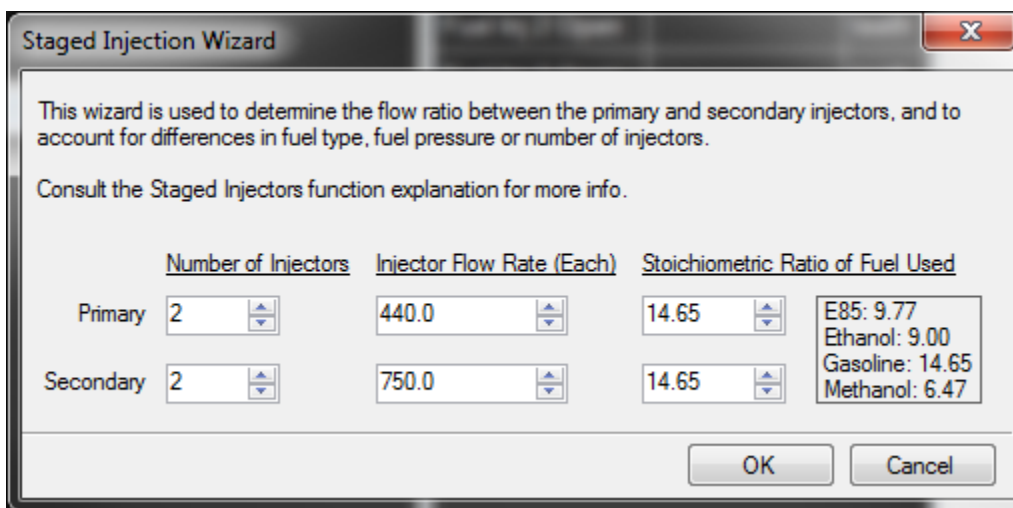 Staged Injection Wizard
This wizard is used to determine the flow ratio between the primary and secondary injectors, and to
account for differences in fuel type, fuel pressure or number of injectors.
Consult the Staged Injectors function explanation for more info.
Number of Injectors Injector Flow Rate (Each) Stoichiometric Ratio of Fuel Used
Primary 2 440.0 14.65
Secondary 2 750.0 14.65
E85: 9.77
Ethanol: 9.00
Gasoline: 14.65
Methanol: 6.47
OK Cancel